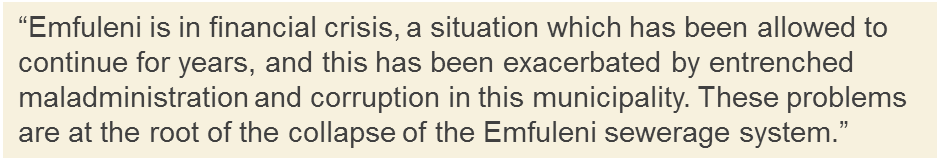 “Emfuleni is in financial crisis, a situation which has been allowed to
continue for years, and this has been exacerbated by entrenched
maladministration and corruption in this municipality. These problems
are at the root of the collapse of the Emfuleni sewerage system.”